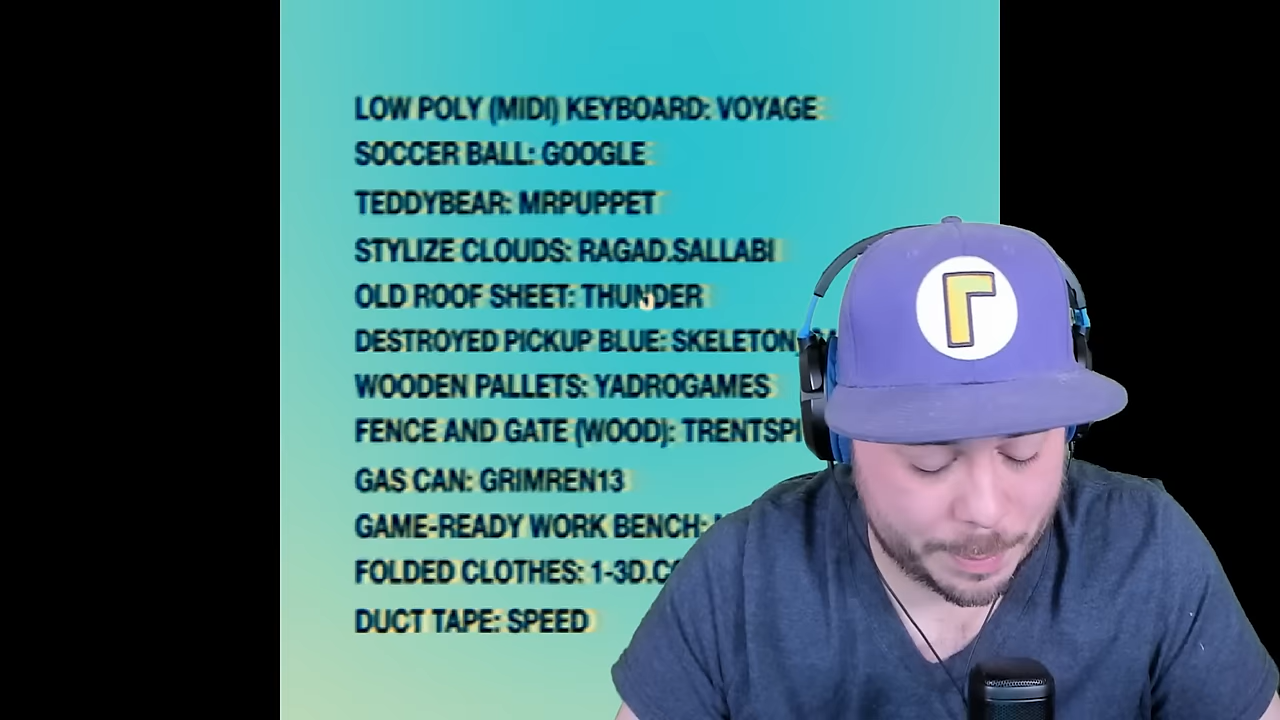 LOW POLY (MIDI) KEYBOARD: VOYAGE
SOCCER BALL: GOOGLE
TEDDYBEAR: MRPUPPET
STYLIZE CLOUDS: RAGAD.SALLABI
OLD ROOF SHEET: THUNDER
DESTROYED PICKUP BLUE: SKELETON
WOODEN PALLETS: YADROGAMES
FENCE AND GATE (WOOD):
GAS CAN: GRIMREN13
GAME-READY WORK BENCH:
FOLDED CLOTHES:
DUCT TAPE: SPEED